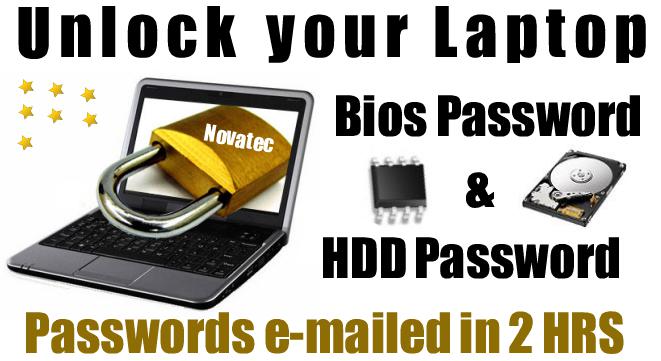 Unlock your Laptop
Novatec
Bios Password
&
HDD Password
Passwords e-mailed in 2 HRS